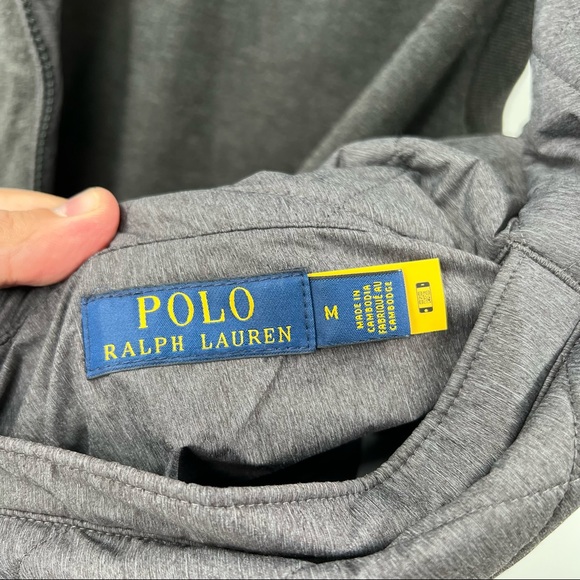 POLO
RALPH LAUREN
M
MADE IN
CAMBODIA
FABRIQUÉ AU
CAMBODGE